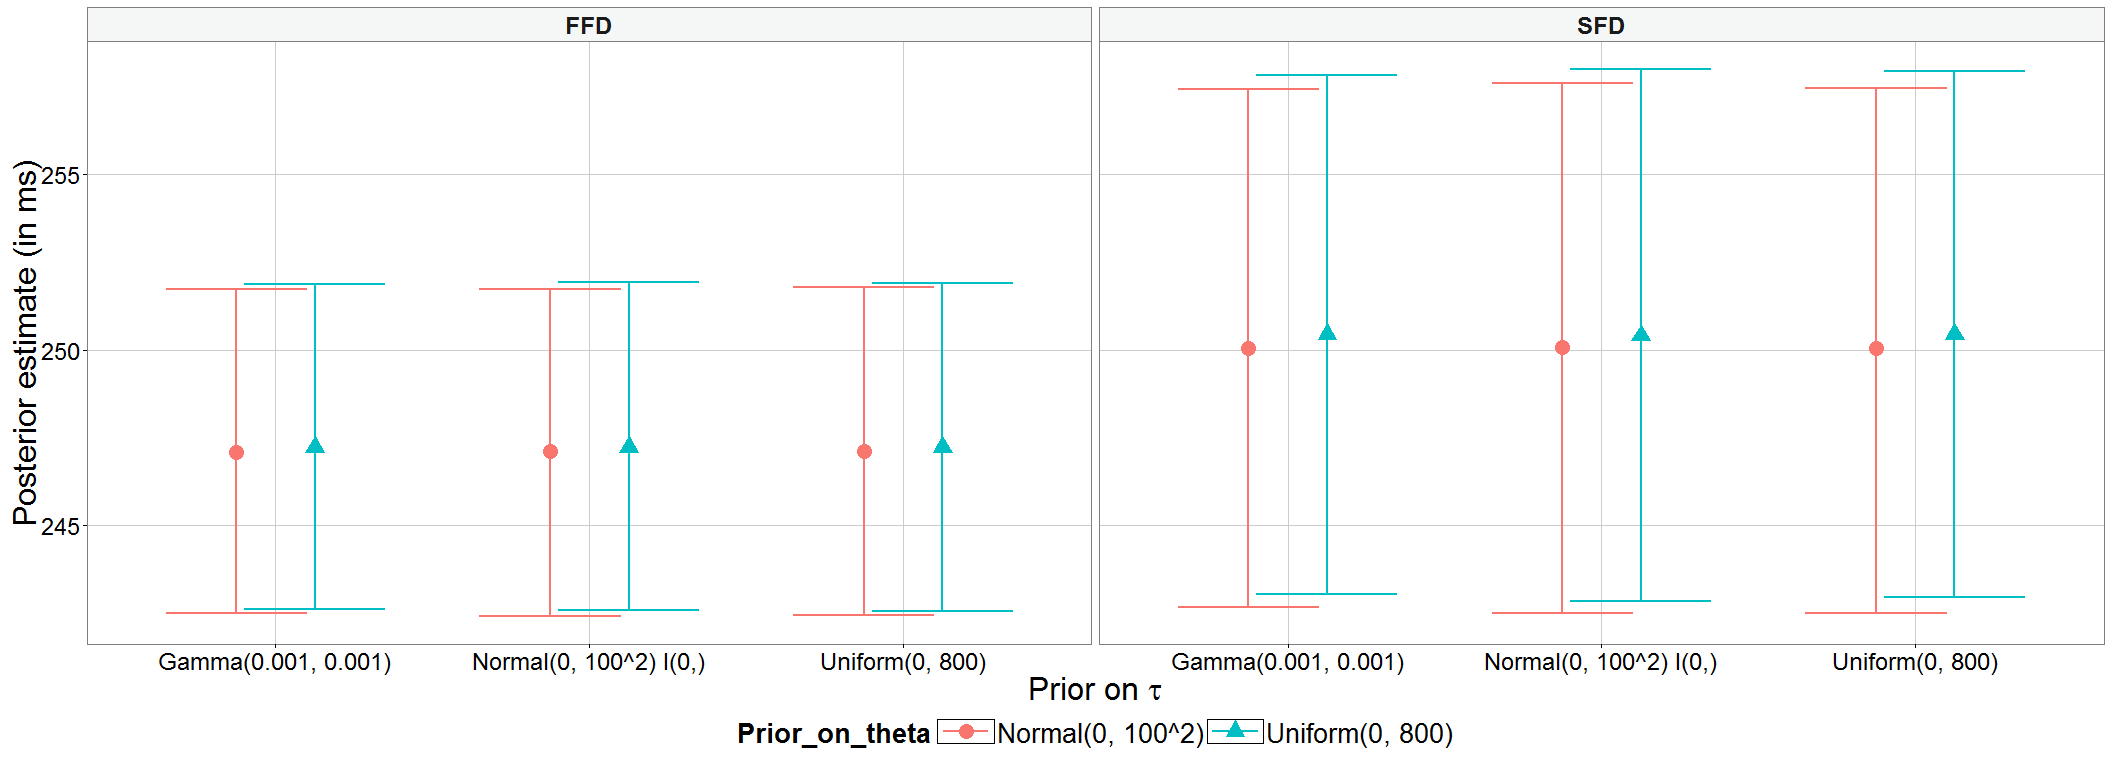 FFD
SFD
Posterior estimate (in ms)
255
250
245
Gamma(0.001, 0.001)
Normal(0, 100^2) I(0,)
Uniform(0, 800)
Gamma(0.001, 0.001)
Normal(0, 100^2) I(0,)
Uniform(0, 800)
Prior on τ
Prior_on_theta Normal(0, 100^2) Uniform(0, 800)